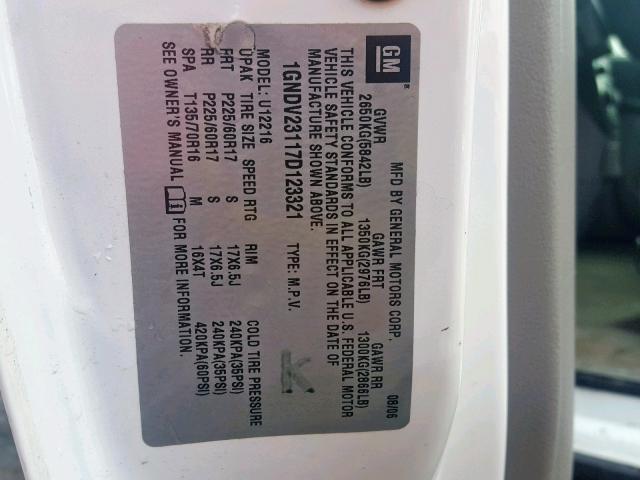 GM
MFD BY GENERAL MOTORS CORP. 08/06
GVWR GAWR FRT GAWR RR
2650KG(5842LB) 1350KG(2976LB) 1300KG(2866LB)
THIS VEHICLE CONFORMS TO ALL APPLICABLE U.S. FEDERAL MOTOR
VEHICLE SAFETY STANDARDS IN EFFECT ON THE DATE OF
MANUFACTURE SHOWN ABOVE.
1GNDV23117D123321 TYPE: M.P.V.
MODEL: U12216
UPAK TIRE SIZE SPEED RTG RIM COLD TIRE PRESSURE
FRT P225/60R17 S 17X6.5J 240KPA(35PSI)
RR P225/60R17 S 17X6.5J 240KPA(35PSI)
SPA T135/70R16 M 16X4T 420KPA(60PSI)
SEE OWNER'S MANUAL FOR MORE INFORMATION.
K